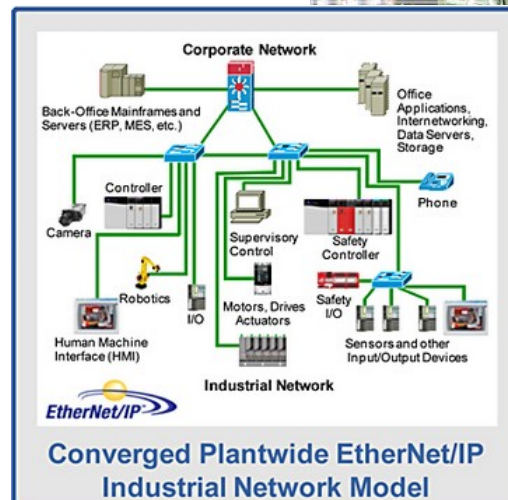 Corporate Network
Back-Office Mainframes and
Servers (ERP, MES, etc.)
Office
Applications,
Internetworking,
Data Servers,
Storage
Camera
Controller
Supervisory
Control
Safety
Controller
Phone
Human Machine
Interface (HMI)
Robotics
I/O
Motors, Drives
Actuators
Safety
I/O
Sensors and other
Input/Output Devices
Industrial Network
EtherNet/IP
Converged Plantwide EtherNet/IP
Industrial Network Model